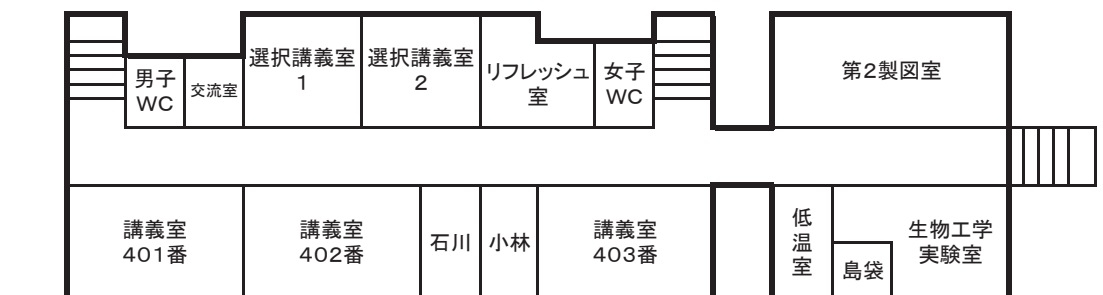 男子
WC
交流室
選択講義室
1
選択講義室
2
リフレッシュ
室
女子
WC
第2製図室
講義室
401番
講義室
402番
石川
小林
講義室
403番
低
温
室
島袋
生物工学
実験室